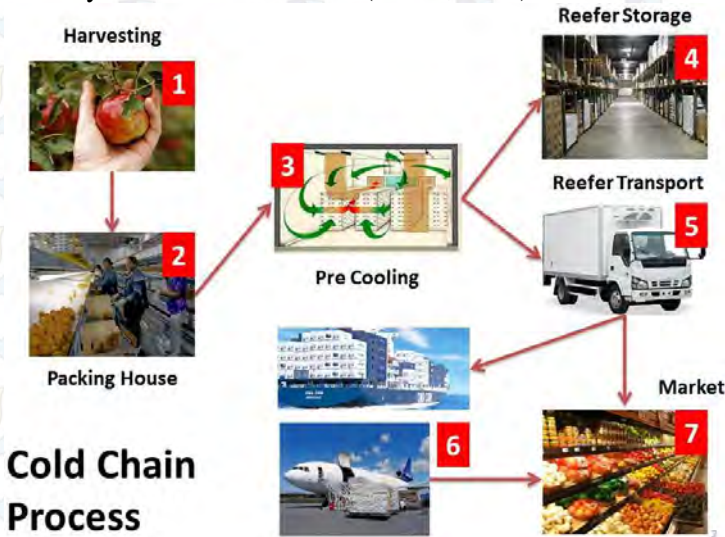 Reefer Storage
Harvesting
1
4
3
Reefer Transport
2
5
Pre Cooling
Packing House
Market
6
7
Cold Chain
Process